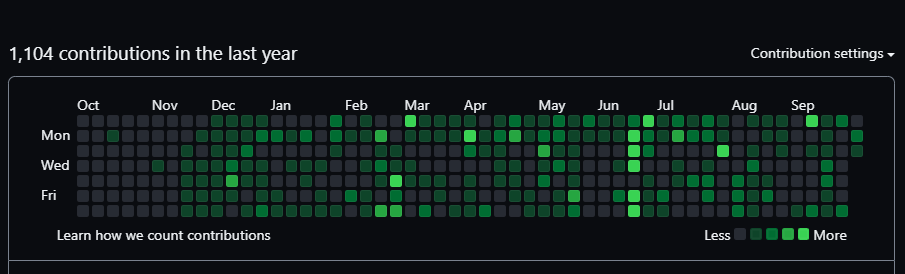 1,104 contributions in the last year
Contribution settings
Oct Nov Dec Jan Feb Mar Apr May Jun Jul Aug Sep
Mon
Wed
Fri
Learn how we count contributions
Less More